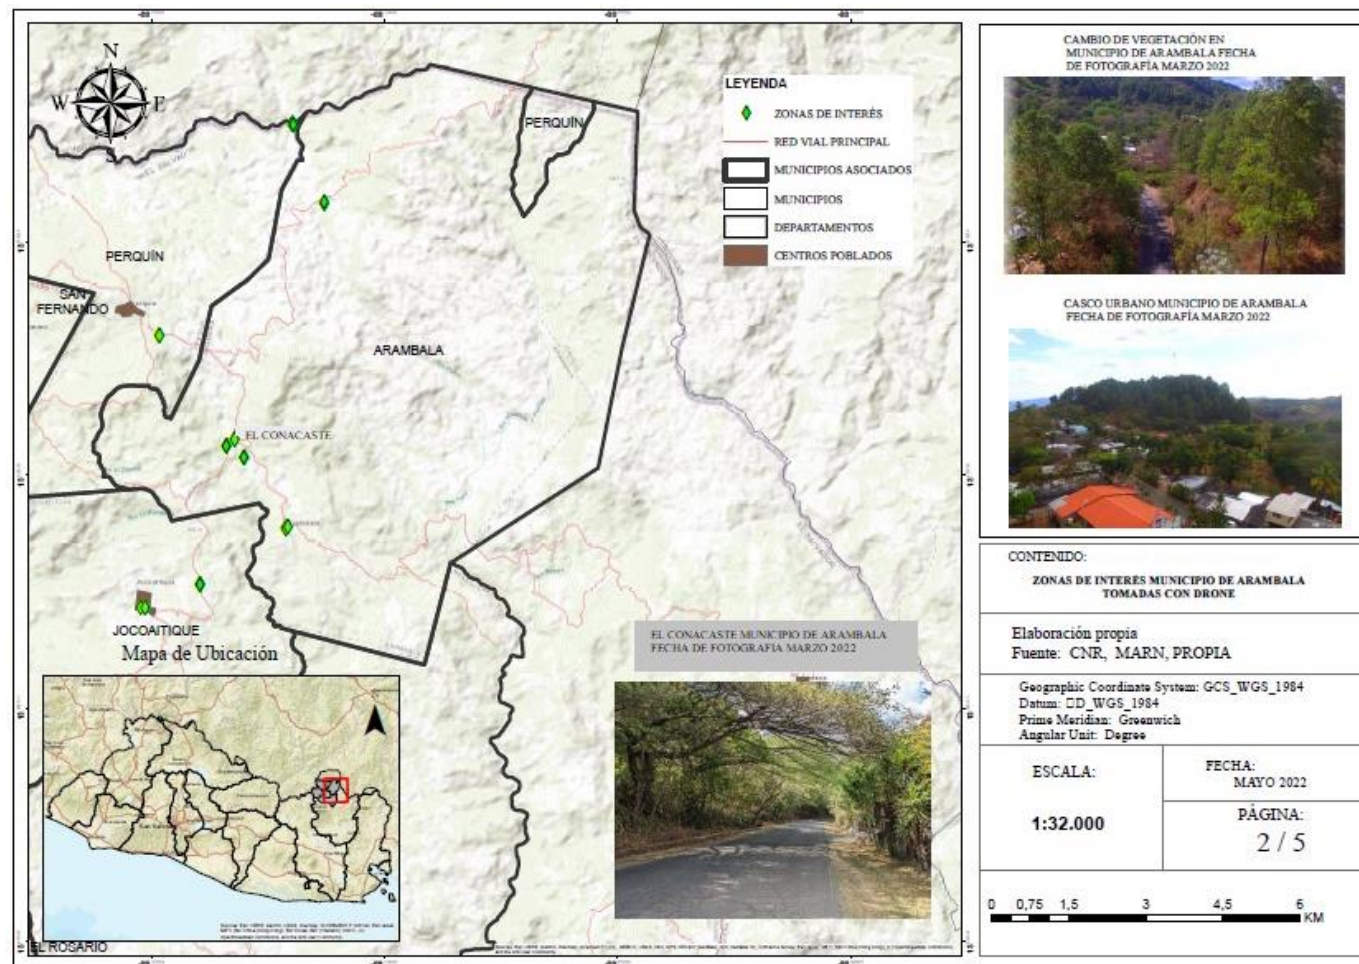 N
W
E
S
LEYENDA
ZONAS DE INTERÉS
RED VIAL PRINCIPAL
MUNICIPIOS ASOCIADOS
MUNICIPIOS
DEPARTAMENTOS
CENTROS POBLADOS
PERQUÍN
PERQUÍN
SAN
FERNANDO
ARAMBALA
EL CONACASTE
JOCOAITIQUE
Mapa de Ubicación
EL ROSARIO
EL CONACASTE MUNICIPIO DE ARAMBALA
FECHA DE FOTOGRAFIA MARZO 2022
CAMBIO DE VEGETACIÓN EN
MUNICIPIO DE ARAMBALA FECHA
DE FOTOGRAFÍA MARZO 2022
CASCO URBANO MUNICIPIO DE ARAMBALA
FECHA DE FOTOGRAFÍA MARZO 2022
CONTENIDO:
ZONAS DE INTERÉS MUNICIPIO DE ARAMBALA
TOMADAS CON DRONE
Elaboración propia
Fuente: CNR, MARN, PROPIA
Geographic Coordinate System: GCS_WGS_1984
Datum: □D_WGS_1984
Prime Meridian: Greenwich
Angular Unit: Degree
ESCALA:
1:32.000
FECHA:
MAYO 2022
PÁGINA:
2 / 5
0 0,75 1,5 3 4,5 6
KM